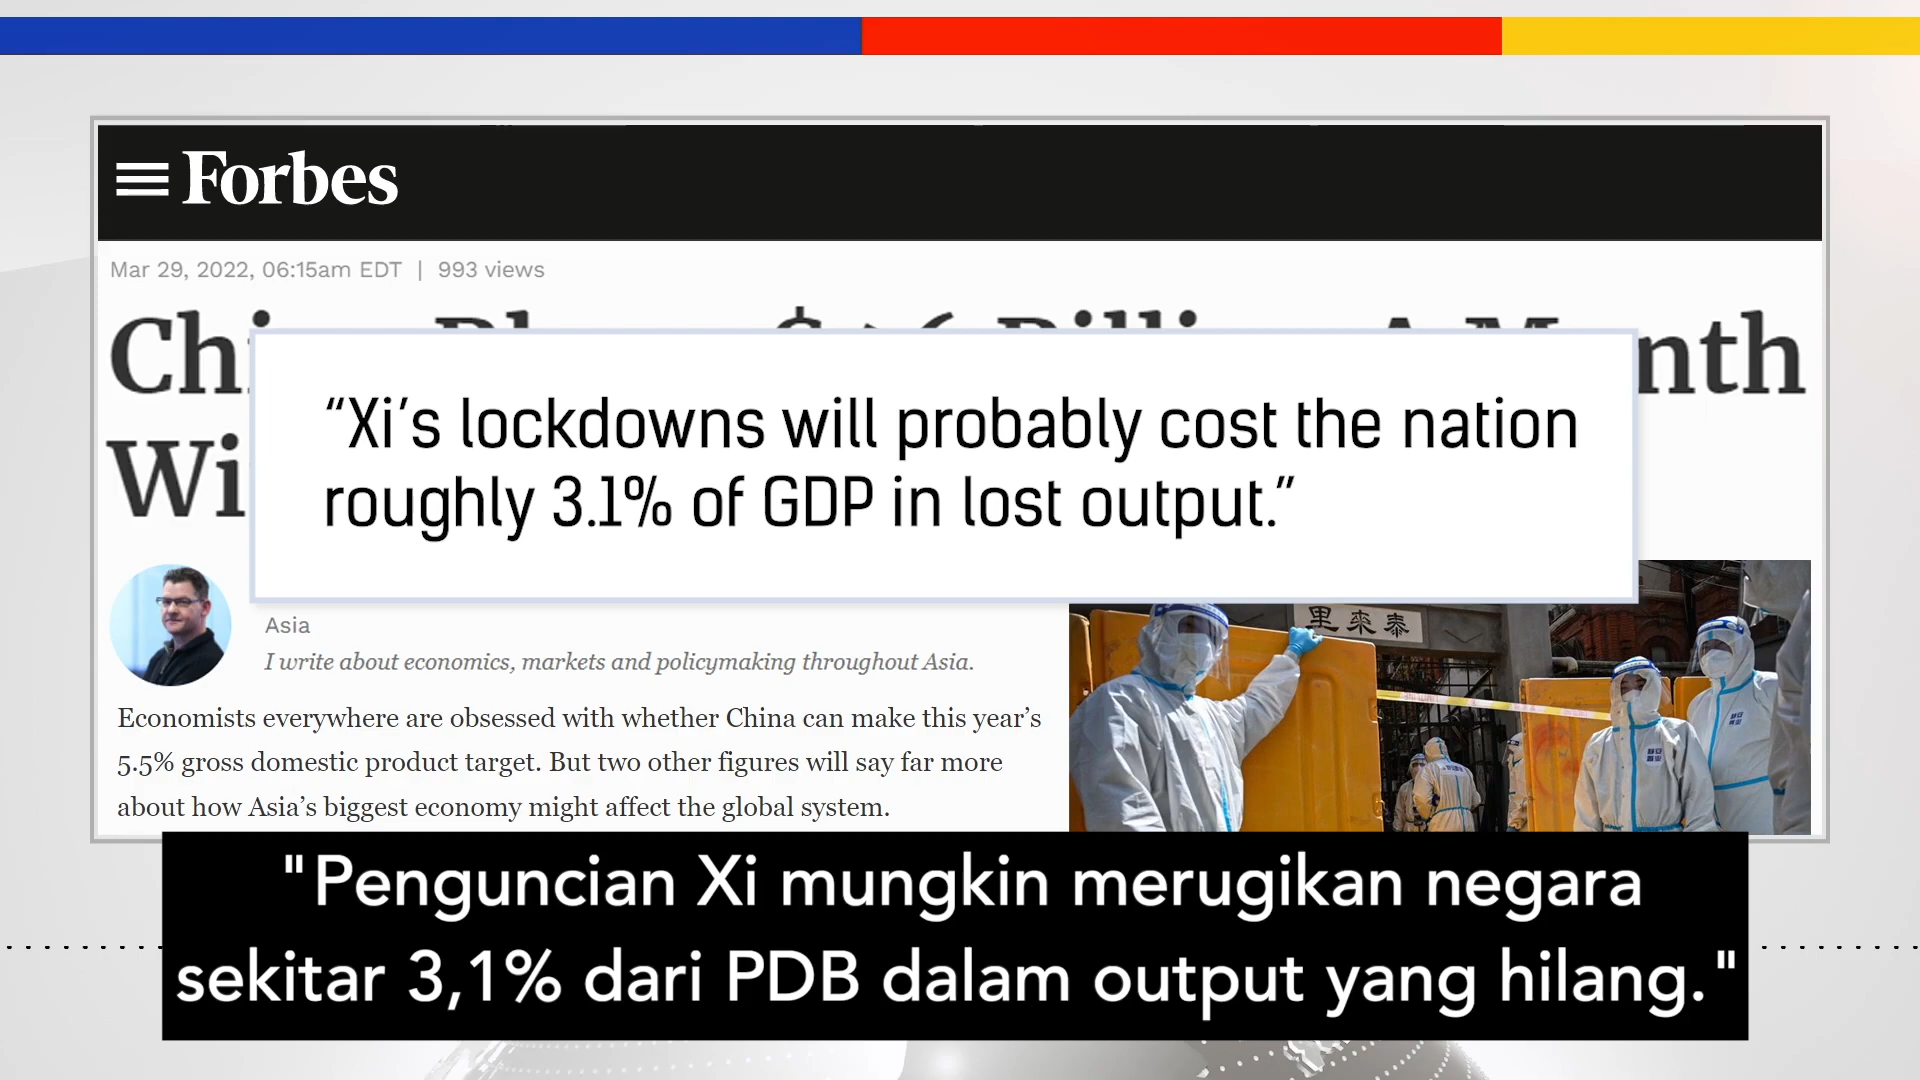 Forbes
Mar 29, 2022, 06:15am EDT | 993 views
“Xi’s lockdowns will probably cost the nation
roughly 3.1% of GDP in lost output.”
Asia
I write about economics, markets and policymaking throughout Asia.
Economists everywhere are obsessed with whether China can make this year’s
5.5% gross domestic product target. But two other figures will say far more
about how Asia’s biggest economy might affect the global system.
里來泰
"Penguncian Xi mungkin merugikan negara
sekitar 3,1% dari PDB dalam output yang hilang."